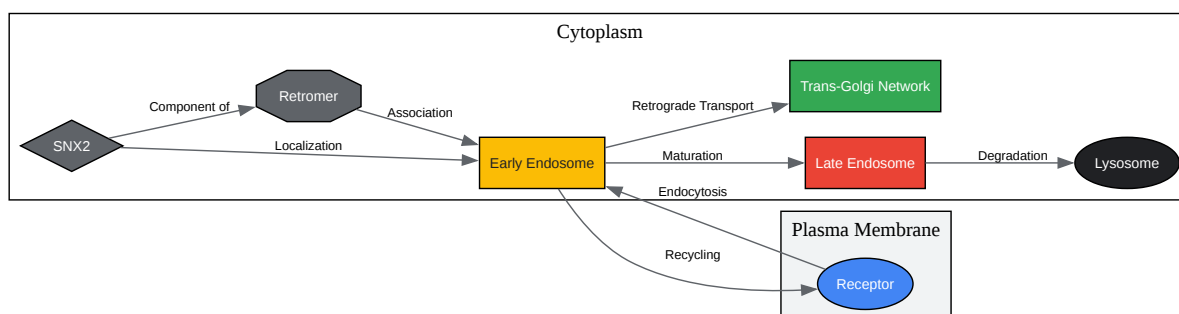 Cytoplasm
Trans-Golgi Network
Retromer
Component of
Retrograde Transport
Association
SNX2
Localization
Early Endosome
Maturation
Late Endosome
Degradation
Lysosome
Endocytosis
Plasma Membrane
Recycling
Receptor